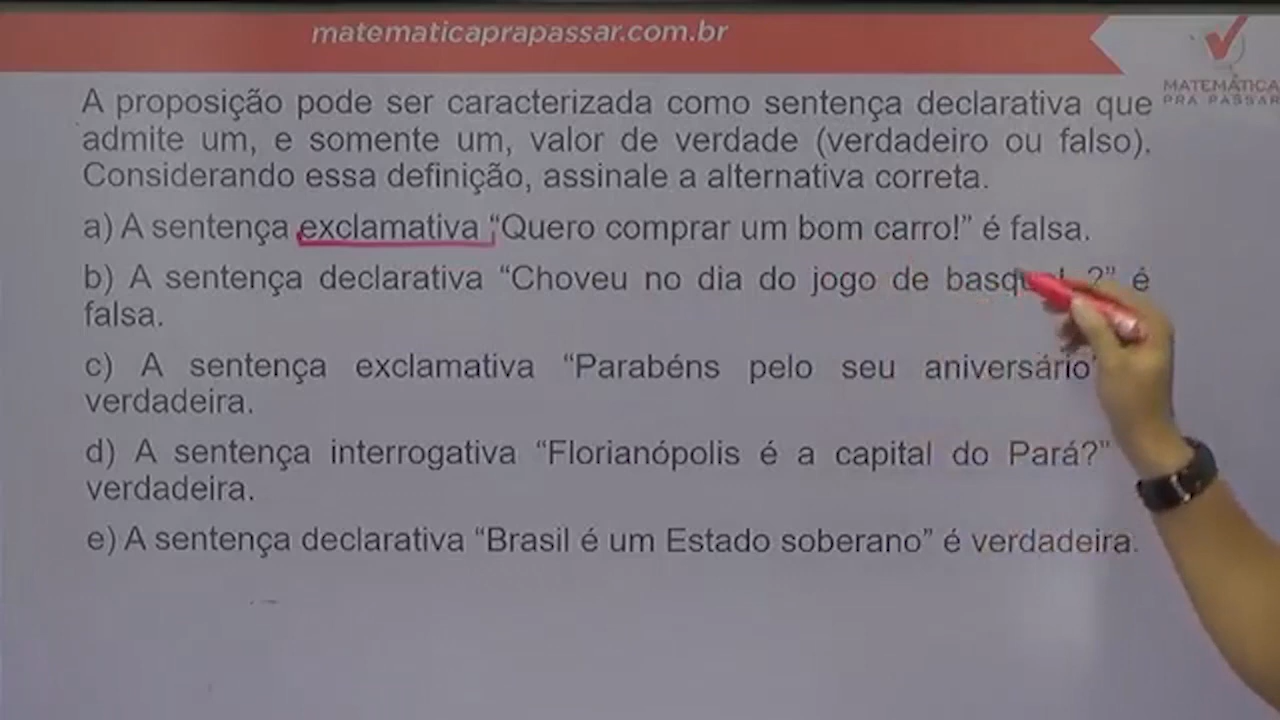 matematicaprapassar.com.br
MATEMÁTICA
PRA PASSAR
A proposição pode ser caracterizada como sentença declarativa que
admite um, e somente um, valor de verdade (verdadeiro ou falso).
Considerando essa definição, assinale a alternativa correta.
a) A sentença exclamativa “Quero comprar um bom carro!” é falsa.
b) A sentença declarativa “Choveu no dia do jogo de ?” é
falsa.
c) A sentença exclamativa “Parabéns pelo seu aniversário”
verdadeira.
d) A sentença interrogativa “Florianópolis é a capital do Pará?”
verdadeira.
e) A sentença declarativa “Brasil é um Estado soberano” é verdadeira.